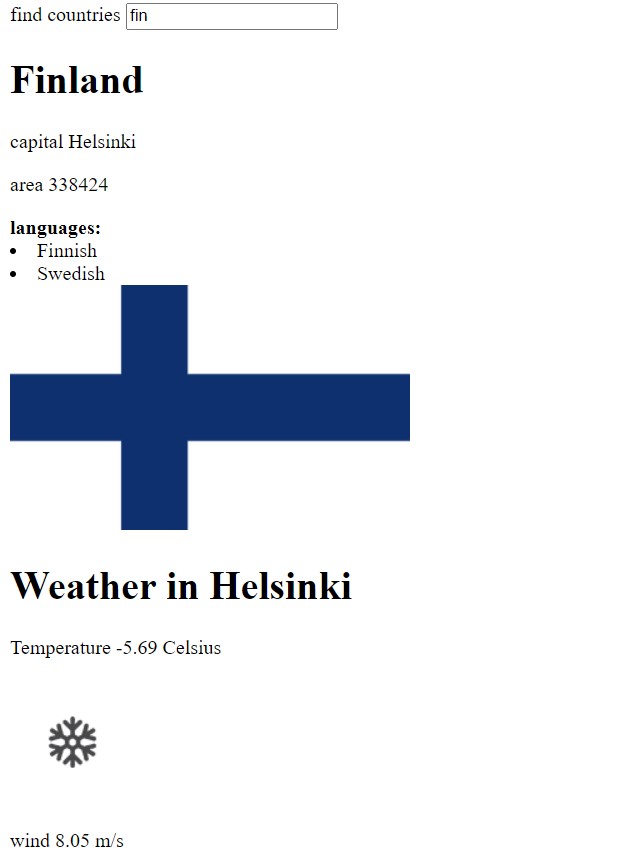 find countries fin
Finland
capital Helsinki
area 338424
languages:
Finnish
Swedish
Weather in Helsinki
Temperature -5.69 Celsius
wind 8.05 m/s